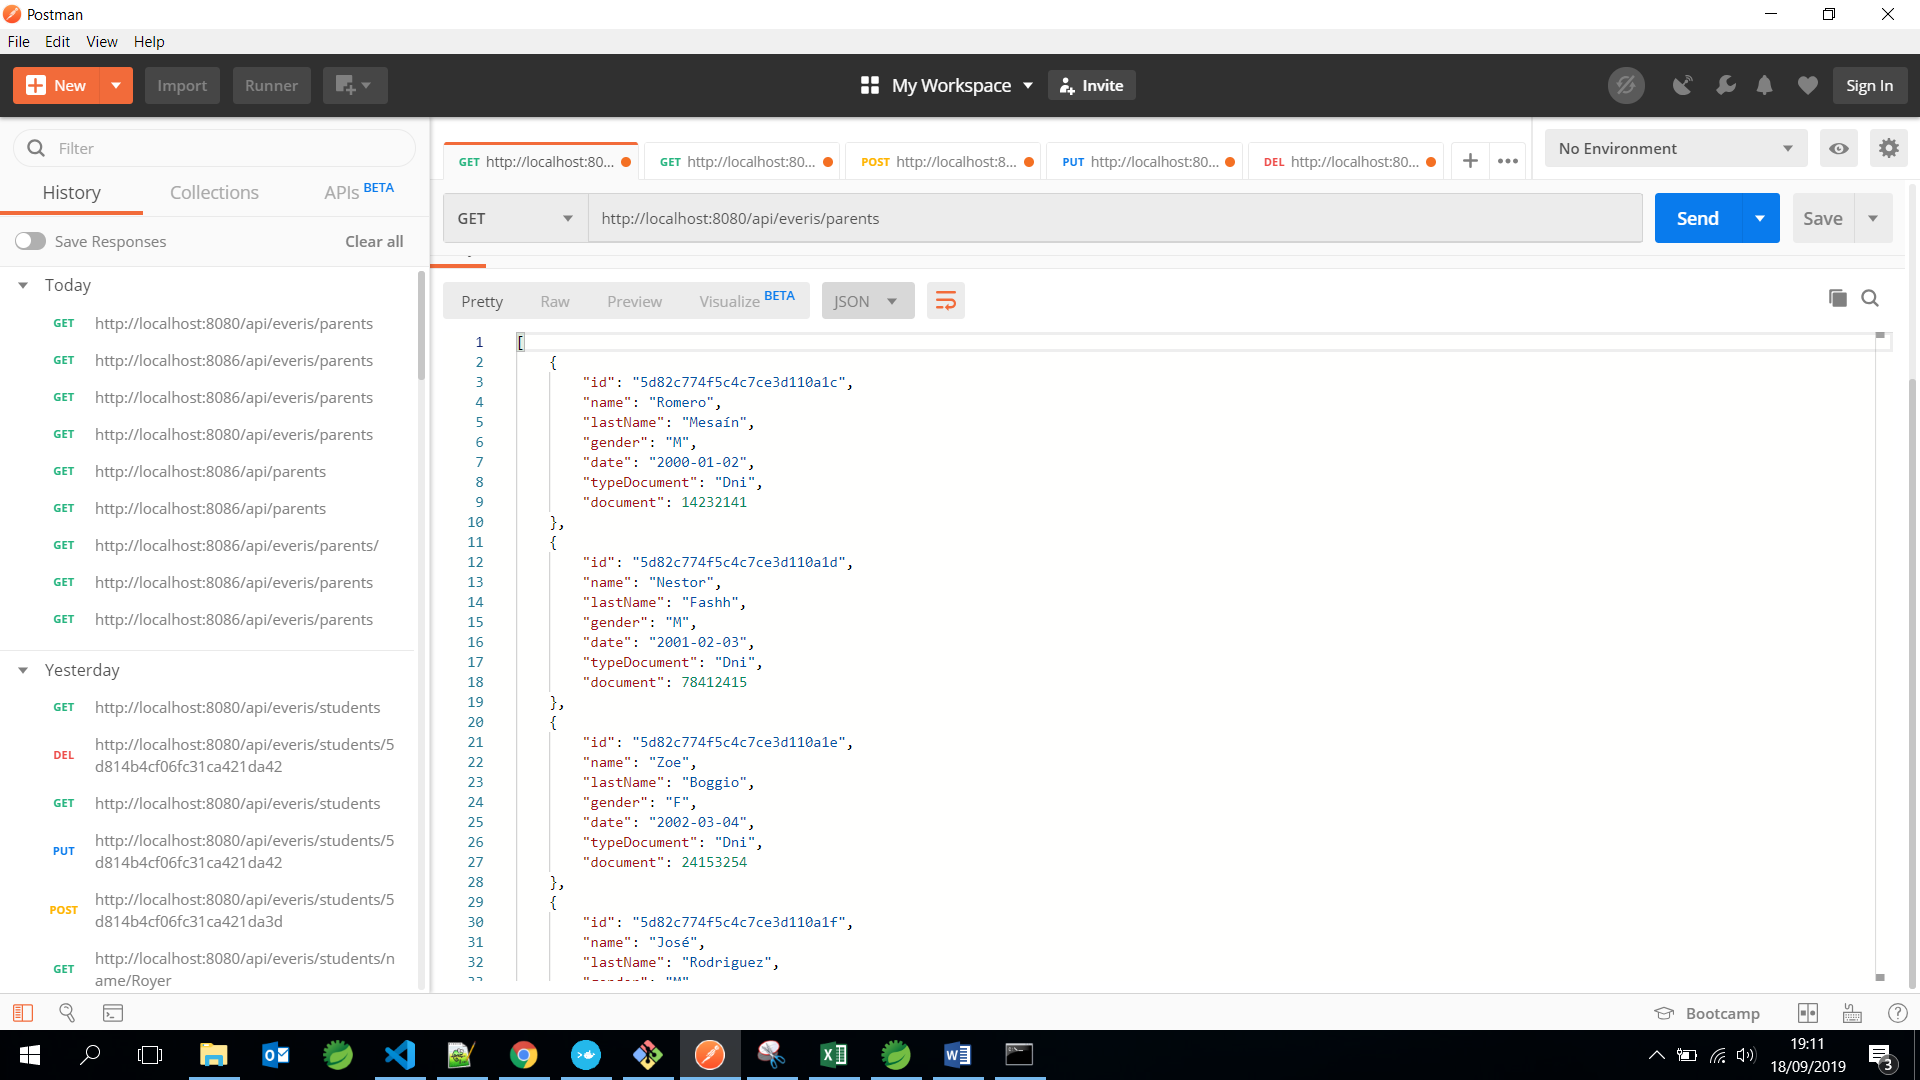 Postman
File Edit View Help
New Import Runner My Workspace Invite Sign In
Filter
History Collections APIs BETA
Save Responses Clear all
Today
GET http://localhost:8080/api/everis/parents
GET http://localhost:8086/api/everis/parents
GET http://localhost:8086/api/everis/parents
GET http://localhost:8080/api/everis/parents
GET http://localhost:8086/api/parents
GET http://localhost:8086/api/parents
GET http://localhost:8086/api/everis/parents/
GET http://localhost:8086/api/everis/parents
GET http://localhost:8086/api/everis/parents
Yesterday
GET http://localhost:8080/api/everis/students
DEL http://localhost:8080/api/everis/students/5
d814b4cf06fc31ca421da42
GET http://localhost:8080/api/everis/students
PUT http://localhost:8080/api/everis/students/5
d814b4cf06fc31ca421da42
POST http://localhost:8080/api/everis/students/5
d814b4cf06fc31ca421da3d
GET http://localhost:8080/api/everis/students/n
ame/Royer
GET http://localhost:80... GET http://localhost:80... POST http://localhost:8... PUT http://localhost:80... DEL http://localhost:80...
No Environment
GET http://localhost:8080/api/everis/parents Send Save
Pretty Raw Preview Visualize BETA JSON
1 [
2 {
3 "id": "5d82c774f5c4c7ce3d110a1c",
4 "name": "Romero",
5 "lastName": "Mesaín",
6 "gender": "M",
7 "date": "2000-01-02",
8 "typeDocument": "Dni",
9 "document": 14232141
10 },
11 {
12 "id": "5d82c774f5c4c7ce3d110a1d",
13 "name": "Nestor",
14 "lastName": "Fashh",
15 "gender": "M",
16 "date": "2001-02-03",
17 "typeDocument": "Dni",
18 "document": 78412415
19 },
20 {
21 "id": "5d82c774f5c4c7ce3d110a1e",
22 "name": "Zoe",
23 "lastName": "Boggio",
24 "gender": "F",
25 "date": "2002-03-04",
26 "typeDocument": "Dni",
27 "document": 24153254
28 },
29 {
30 "id": "5d82c774f5c4c7ce3d110a1f",
31 "name": "José",
32 "lastName": "Rodriguez",
Bootcamp
19:11
18/09/2019
3